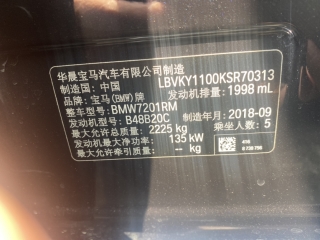 华晨宝马汽车有限公司制造
制造国: 中国 LBVKY1100KSR70313
品牌: 宝马(BMW)牌 发动机排量: 1998 mL
整车型号: BMW7201RM
发动机型号: B48B20C 制造年月: 2018-09
最大允许总质量: 2225 kg 乘坐人数: 5
发动机最大净功率: 135 kW
最大允许牵引质量: -- kg